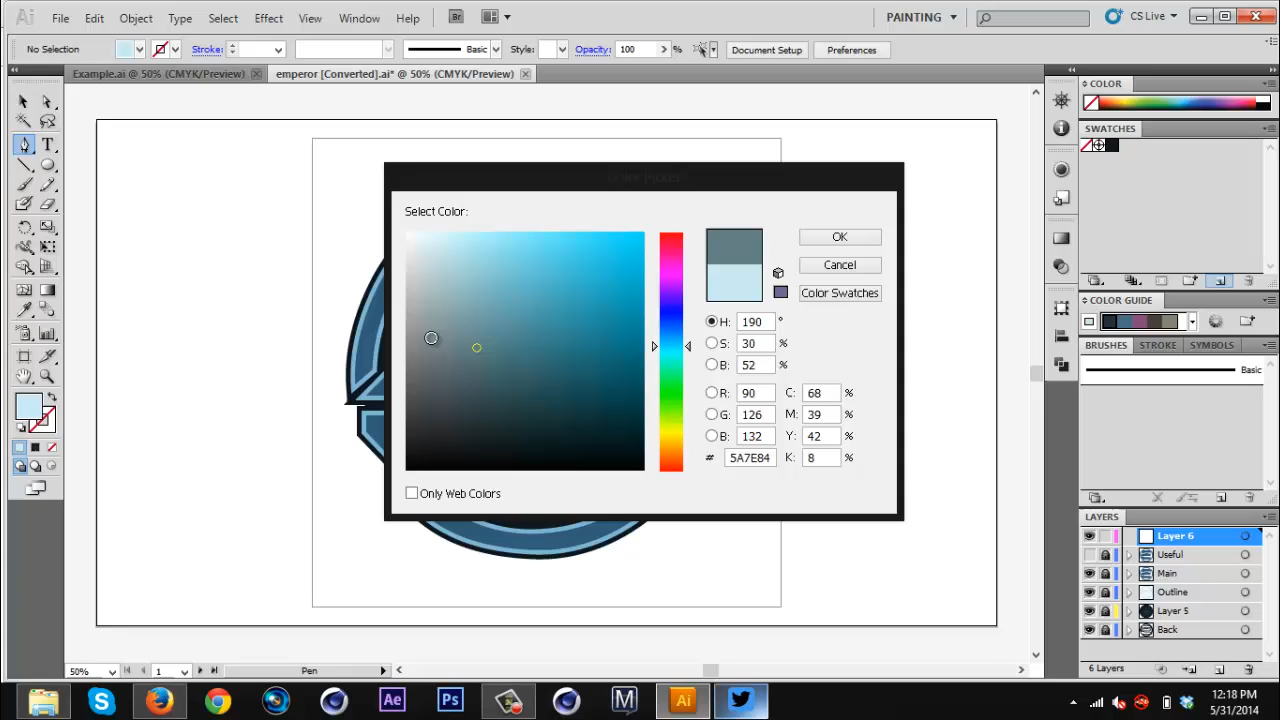 Ai File Edit Object Type Select Effect View Window Help Br PAINTING CS Live
No Selection Stroke: Basic Style: Opacity: 100 % Document Setup Preferences
Example.ai @ 50% (CMYK/Preview) emperor [Converted].ai* @ 50% (CMYK/Preview)
COLOR
SWATCHES
COLOR GUIDE
BRUSHES STROKE SYMBOLS
Basic
LAYERS
Layer 6
Useful
Main
Outline
Layer 5
Back
6 Layers
Color Picker
Select Color:
OK
Cancel
Color Swatches
H: 190 °
S: 30 %
B: 52 %
R: 90 C: 68 %
G: 126 M: 39 %
B: 132 Y: 42 %
# 5A7E84 K: 8 %
Only Web Colors
T
50% 1 Pen
S Ae Ps M Ai
12:18 PM
5/31/2014